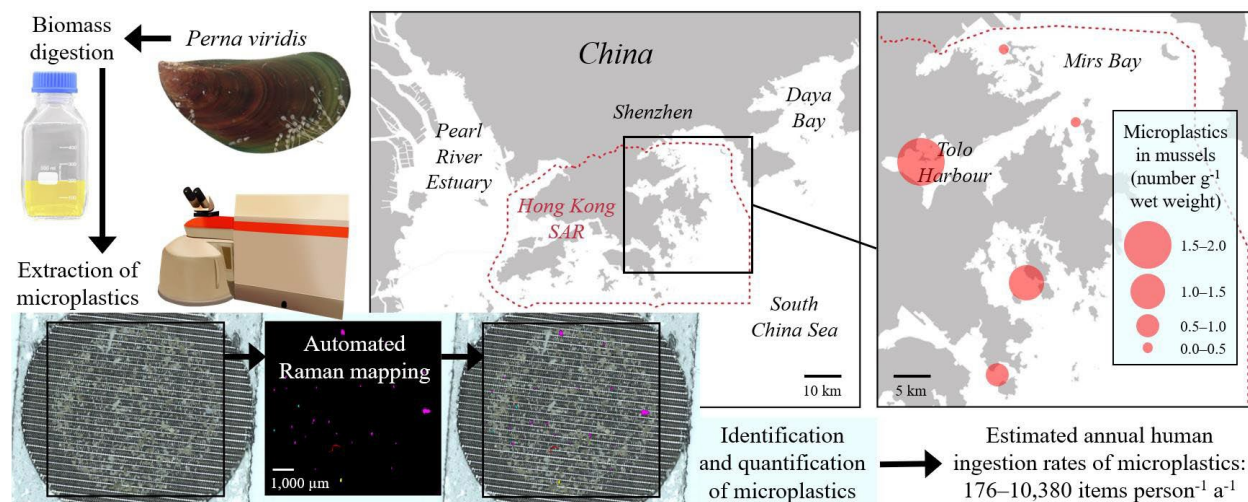 Biomass
digestion
Perna viridis
Extraction of
microplastics
Automated
Raman mapping
1,000 µm
China
Shenzhen
Daya
Bay
Pearl
River
Estuary
Hong Kong
SAR
South
China Sea
10 km
Mirs Bay
Tolo
Harbour
Microplastics
in mussels
(number g⁻¹
wet weight)
1.5–2.0
1.0–1.5
0.5–1.0
0.0–0.5
5 km
Identification
and quantification
of microplastics
Estimated annual human
ingestion rates of microplastics:
176–10,380 items person⁻¹ a⁻¹